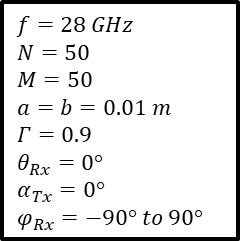 f = 28 GHz
N = 50
M = 50
a = b = 0.01 m
Γ = 0.9
θ_Rx = 0°
α_Tx = 0°
φ_Rx = −90° to 90°